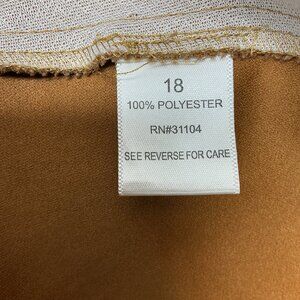 18
100% POLYESTER
RN#31104
SEE REVERSE FOR CARE